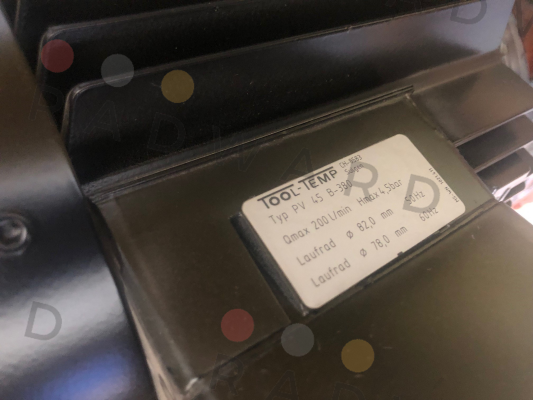 TOOL-TEMP
Typ PV 45 B-380
Qmax 200 l/min Hmax 4,5bar
Laufrad ø 82,0 mm 50Hz
Laufrad ø 78,0 mm 60Hz